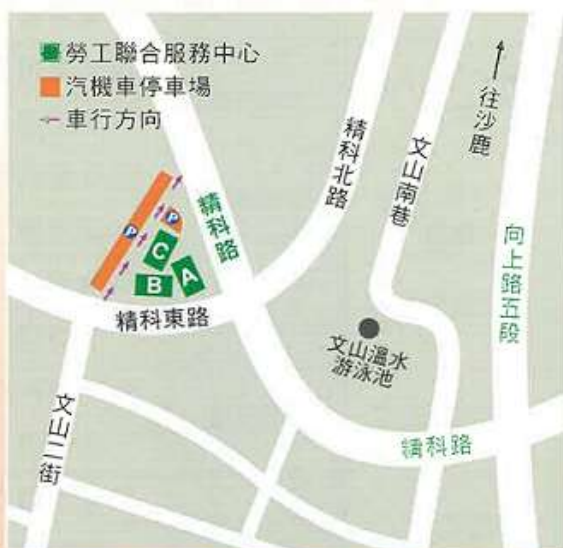 勞工聯合服務中心
汽機車停車場
車行方向
往沙鹿
精科北路
文山南巷
精科路
向上路五段
P
P
C
B
A
精科東路
文山溫水
游泳池
文山二街
精科路